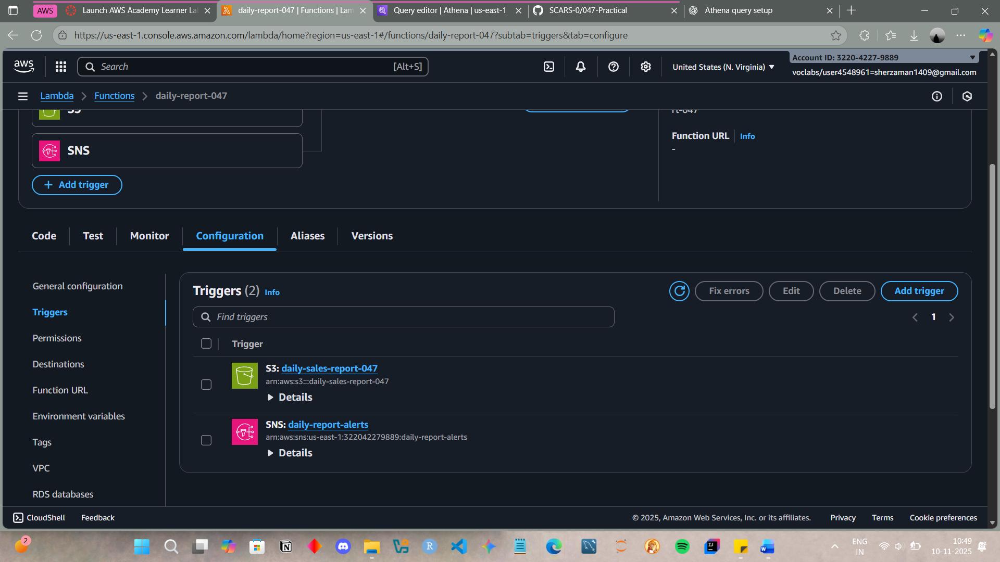 AWS
Launch AWS Academy Learner La
daily-report-047 | Functions | Lam
Query editor | Athena | us-east-1
SCARS-0/047-Practical
Athena query setup
https://us-east-1.console.aws.amazon.com/lambda/home?region=us-east-1#/functions/daily-report-047?subtab=triggers&tab=configure
aws
Search
[Alt+S]
United States (N. Virginia)
Account ID: 3220-4227-9889
voclabs/user4548961=sherzaman1409@gmail.com
Lambda
Functions
daily-report-047
S3
rt-047
SNS
Function URL
Info
-
Add trigger
Code
Test
Monitor
Configuration
Aliases
Versions
General configuration
Triggers
Permissions
Destinations
Function URL
Environment variables
Tags
VPC
RDS databases
Triggers (2) Info
Fix errors
Edit
Delete
Add trigger
Find triggers
1
Trigger
S3: daily-sales-report-047
arn:aws:s3:::daily-sales-report-047
Details
SNS: daily-report-alerts
arn:aws:sns:us-east-1:322042279889:daily-report-alerts
Details
CloudShell
Feedback
© 2025, Amazon Web Services, Inc. or its affiliates.
Privacy
Terms
Cookie preferences
2
ENG
IN
10:49
10-11-2025